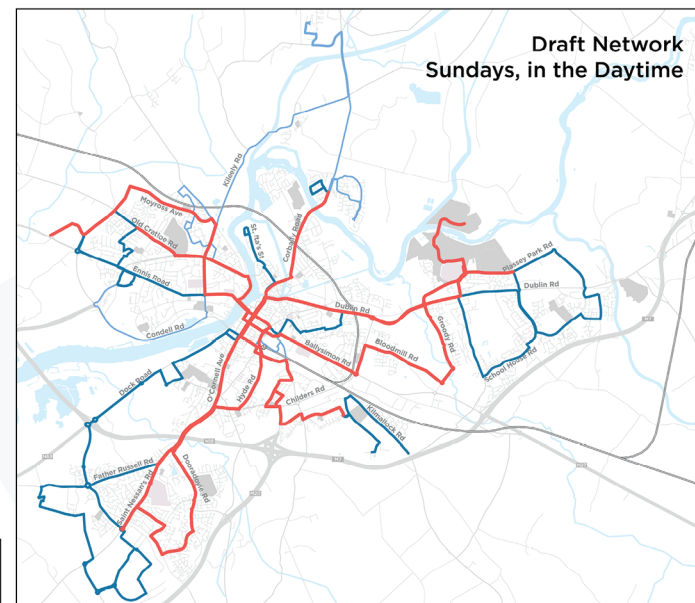 Draft Network
Sundays, in the Daytime
Kileely Rd
Moyross Ave
Old Cratloe Rd
St. Ita's St
Corbally Road
Ennis Road
Plassey Park Rd
Dublin Rd
Dublin Rd
Condell Rd
Groody Rd
Bloodmill Rd
Ballysimon Rd
School House Rd
Dock Road
O'Connell Ave
Hyde Rd
Childers Rd
Kilmallock Rd
Father Russell Rd
Dooradoyle Rd
Saint Nessan's Rd